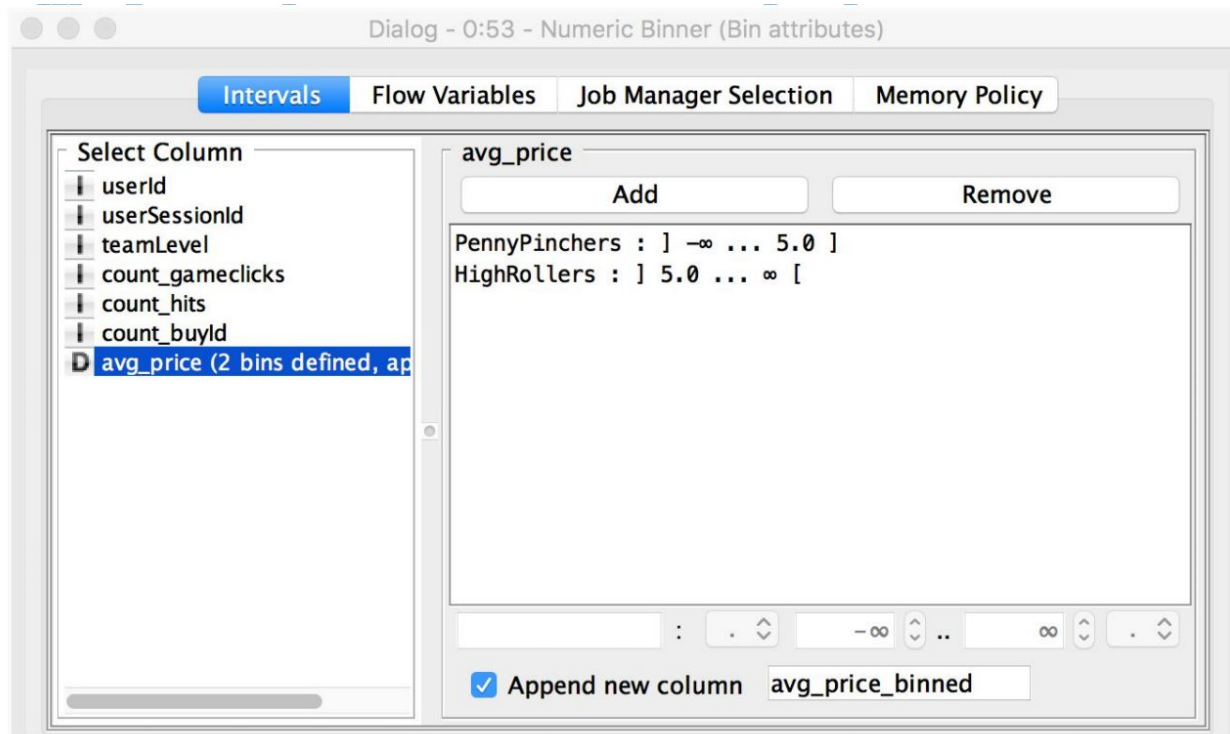 Dialog - 0:53 - Numeric Binner (Bin attributes)
Intervals
Flow Variables
Job Manager Selection
Memory Policy
Select Column
userId
userSessionId
teamLevel
count_gameclicks
count_hits
count_buyId
D avg_price (2 bins defined, ap
avg_price
Add
Remove
PennyPinchers : ] -∞ ... 5.0 ]
HighRollers : ] 5.0 ... ∞ [
: . -∞ .. ∞ .
Append new column avg_price_binned